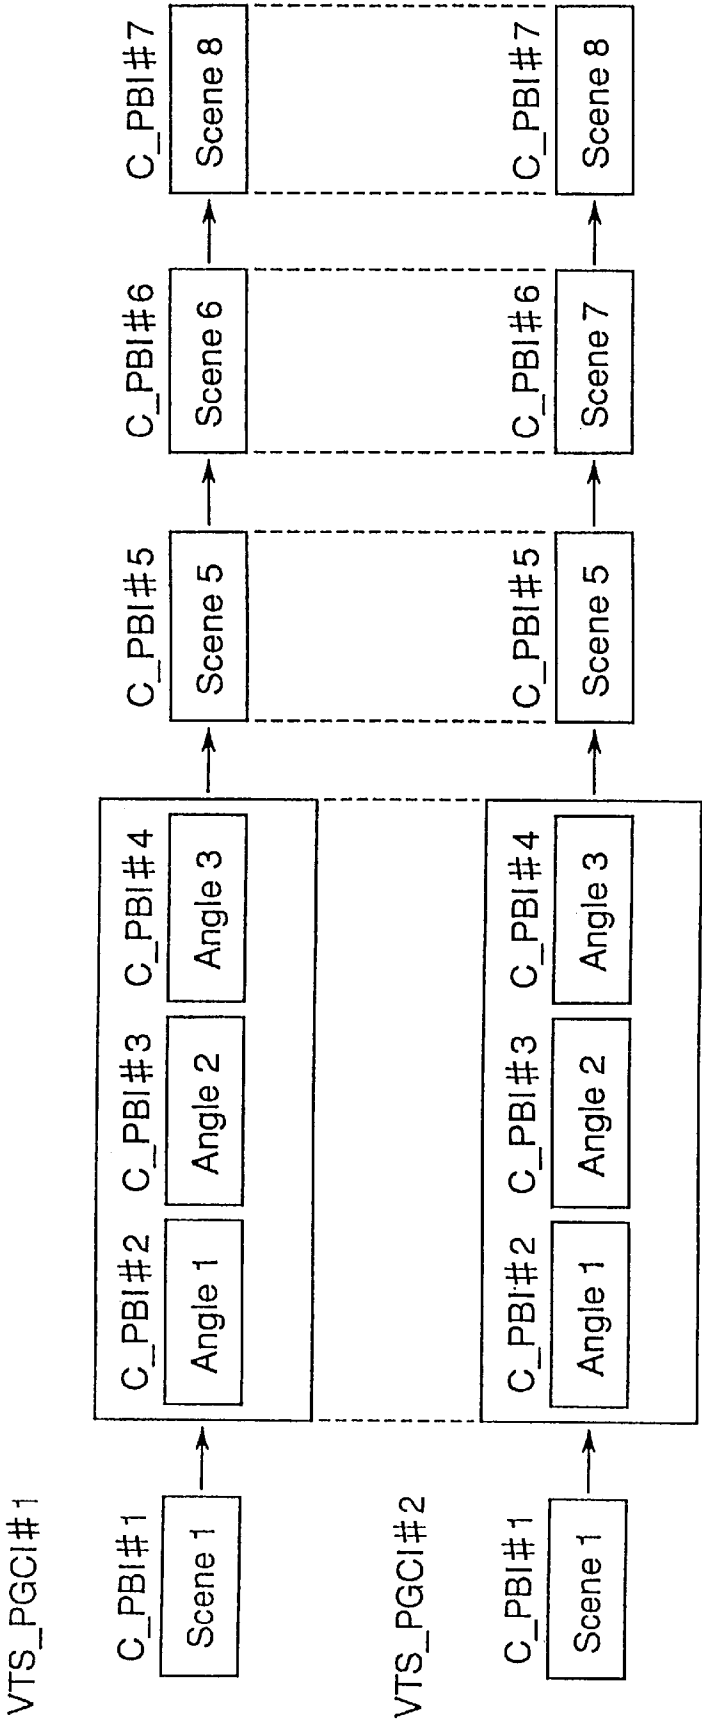 VTS_PGCI#1
C_PBI#1
Scene 1
C_PBI#2
Angle 1
C_PBI#3
Angle 2
C_PBI#4
Angle 3
C_PBI#5
Scene 5
C_PBI#6
Scene 6
C_PBI#7
Scene 8
VTS_PGCI#2
C_PBI#1
Scene 1
C_PBI#2
Angle 1
C_PBI#3
Angle 2
C_PBI#4
Angle 3
C_PBI#5
Scene 5
C_PBI#6
Scene 7
C_PBI#7
Scene 8